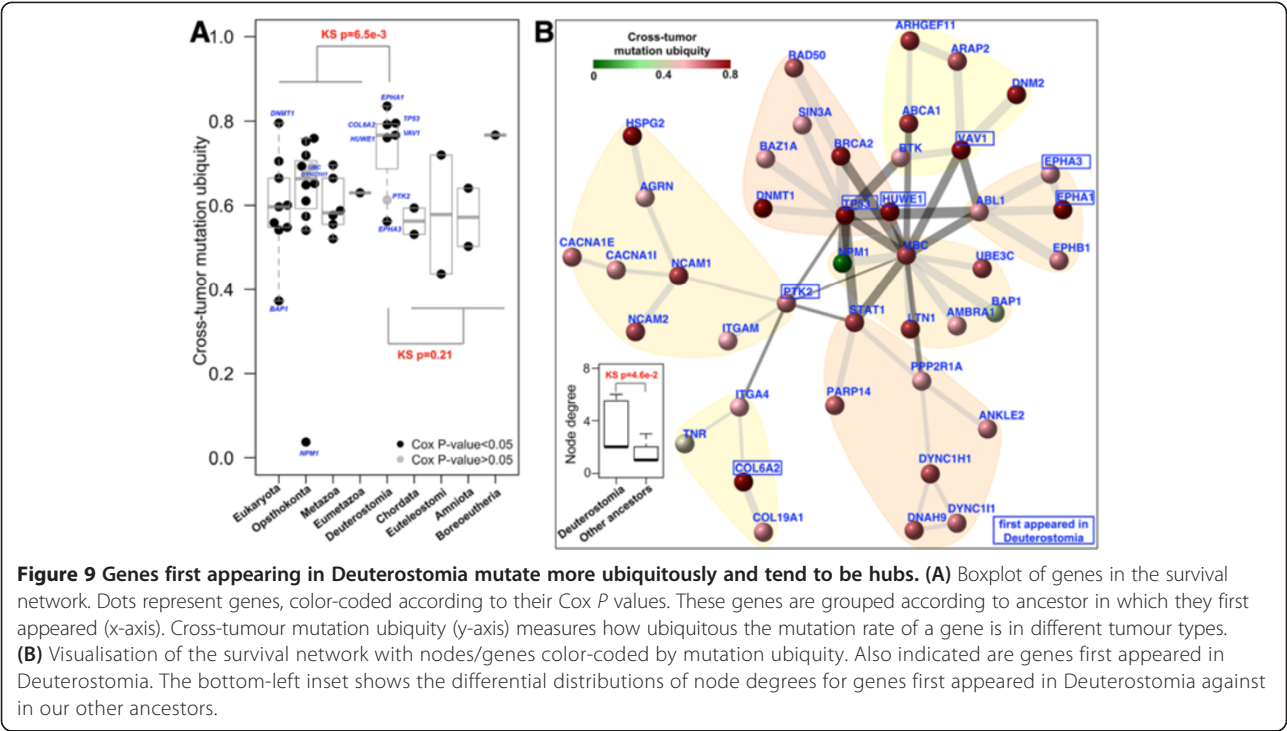 A
B
KS p=6.5e-3
1.0
0.8
0.6
0.4
0.2
0.0
Cross-tumor mutation ubiquity
DNMT1
BAP1
UBC
DYNC1H1
NPM1
EPHA1
COL6A2
TP53
HUWE1
VAV1
PTK2
EPHA3
KS p=0.21
Cox P-value<0.05
Cox P-value>0.05
Eukaryota
Opsthokonta
Metazoa
Eumetazoa
Deuterostomia
Chordata
Euteleostomi
Amniota
Boreoeutheria
Cross-tumor
mutation ubiquity
0
0.4
0.8
ARHGEF11
ARAP2
RAD50
DNM2
SIN3A
ABCA1
HSPG2
BRCA2
BTK
VAV1
BAZ1A
EPHA3
AGRN
DNMT1
TP53
HUWE1
ABL1
EPHA1
CACNA1E
CACNA1I
NCAM1
NPM1
UBC
UBE3C
EPHB1
PTK2
BAP1
NCAM2
ITGAM
STAT1
LTN1
AMBRA1
PPP2R1A
KS p=4.6e-2
8
4
0
Node degree
Deuterostomia
Other ancestors
ITGA4
PARP14
ANKLE2
TNR
COL6A2
DYNC1H1
COL19A1
DNAH9
DYNC1I1
first appeared in
Deuterostomia
Figure 9 Genes first appearing in Deuterostomia mutate more ubiquitously and tend to be hubs. (A) Boxplot of genes in the survival
network. Dots represent genes, color-coded according to their Cox P values. These genes are grouped according to ancestor in which they first
appeared (x-axis). Cross-tumour mutation ubiquity (y-axis) measures how ubiquitous the mutation rate of a gene is in different tumour types.
(B) Visualisation of the survival network with nodes/genes color-coded by mutation ubiquity. Also indicated are genes first appeared in
Deuterostomia. The bottom-left inset shows the differential distributions of node degrees for genes first appeared in Deuterostomia against
in our other ancestors.